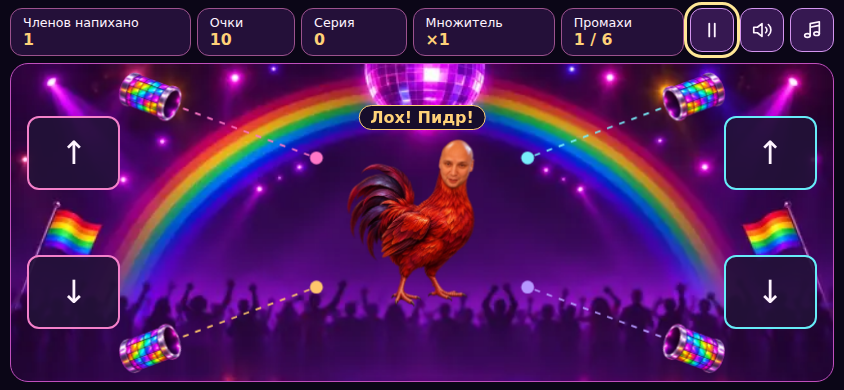 Членов напихано
1
Очки
10
Серия
0
Множитель
×1
Промахи
1 / 6
Лох! Пидр!
↑
↑
↓
↓